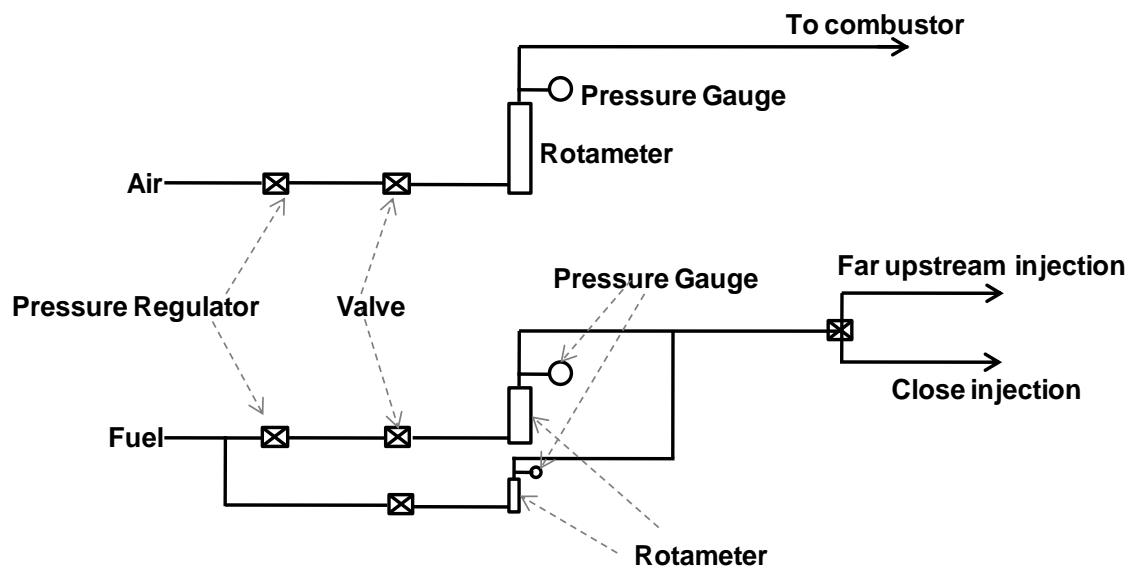 To combustor
Pressure Gauge
Rotameter
Air
Far upstream injection
Pressure Gauge
Pressure Regulator
Valve
Close injection
Fuel
Rotameter